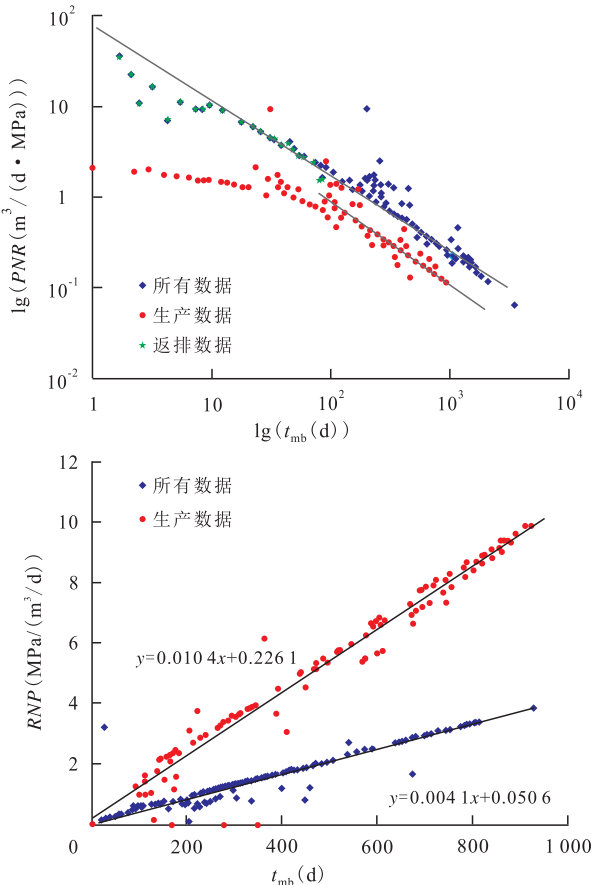 10²
10
1
10⁻¹
10⁻²
lg(PNR(m³/(d·MPa)))
所有数据
生产数据
返排数据
1 10 10² 10³ 10⁴
lg(t_mb(d))
12
10
8
6
4
2
0
RNP(MPa/(m³/d))
所有数据
生产数据
y=0.010 4x+0.226 1
y=0.004 1x+0.050 6
200 400 600 800 1 000
t_mb(d)